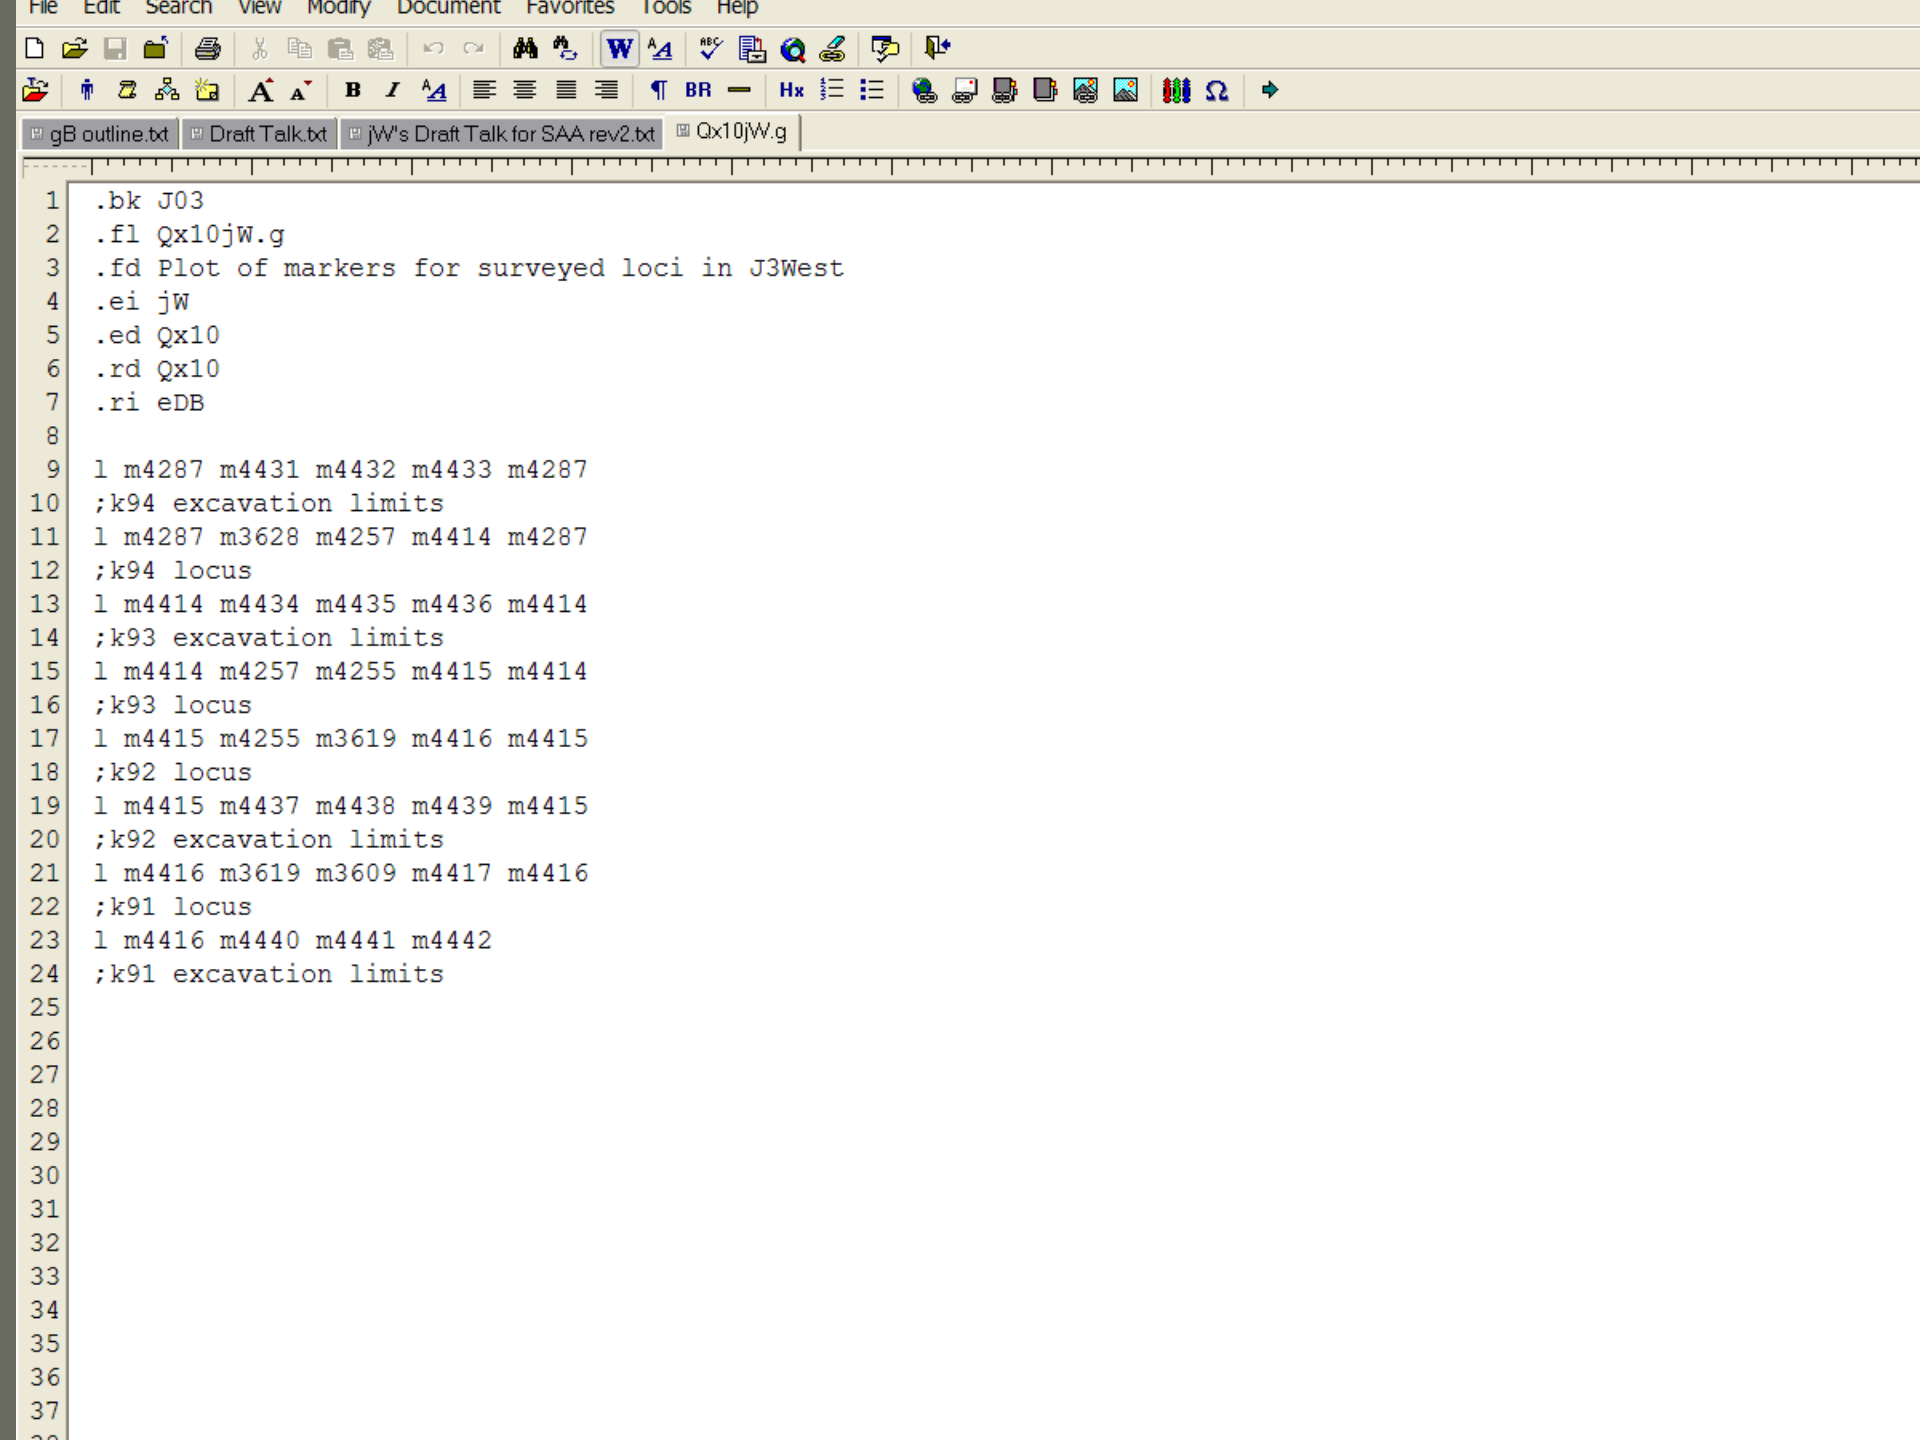 File Edit Search View Modify Document Favorites Tools Help
W A A ABC
A A B I A A ¶ BR Hx Ω
gB outline.txt Draft Talk.txt jW's Draft Talk for SAA rev2.txt Qx10jW.g
1 .bk J03
2 .fl Qx10jW.g
3 .fd Plot of markers for surveyed loci in J3West
4 .ei jW
5 .ed Qx10
6 .rd Qx10
7 .ri eDB
8
9 l m4287 m4431 m4432 m4433 m4287
10 ;k94 excavation limits
11 l m4287 m3628 m4257 m4414 m4287
12 ;k94 locus
13 l m4414 m4434 m4435 m4436 m4414
14 ;k93 excavation limits
15 l m4414 m4257 m4255 m4415 m4414
16 ;k93 locus
17 l m4415 m4255 m3619 m4416 m4415
18 ;k92 locus
19 l m4415 m4437 m4438 m4439 m4415
20 ;k92 excavation limits
21 l m4416 m3619 m3609 m4417 m4416
22 ;k91 locus
23 l m4416 m4440 m4441 m4442
24 ;k91 excavation limits
25
26
27
28
29
30
31
32
33
34
35
36
37